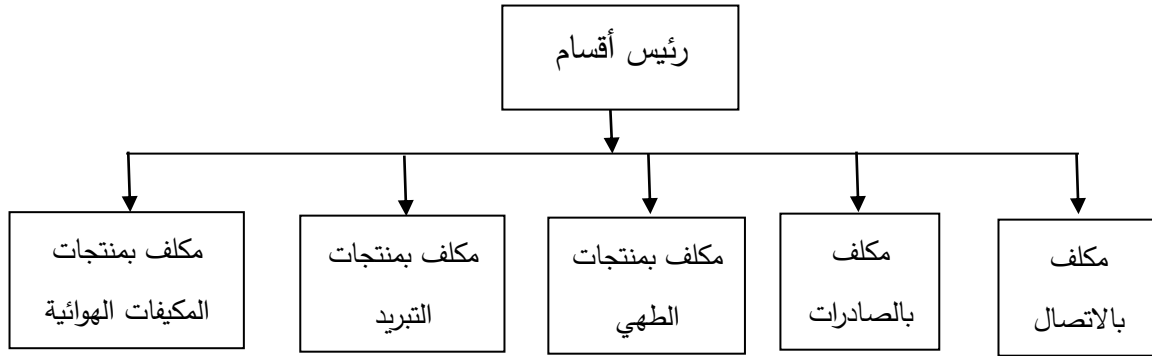 رئيس أقسام
مكلف
بالاتصال
مكلف
بالصادرات
مكلف بمنتجات
الطهي
مكلف بمنتجات
التبريد
مكلف بمنتجات
المكيفات الهوائية